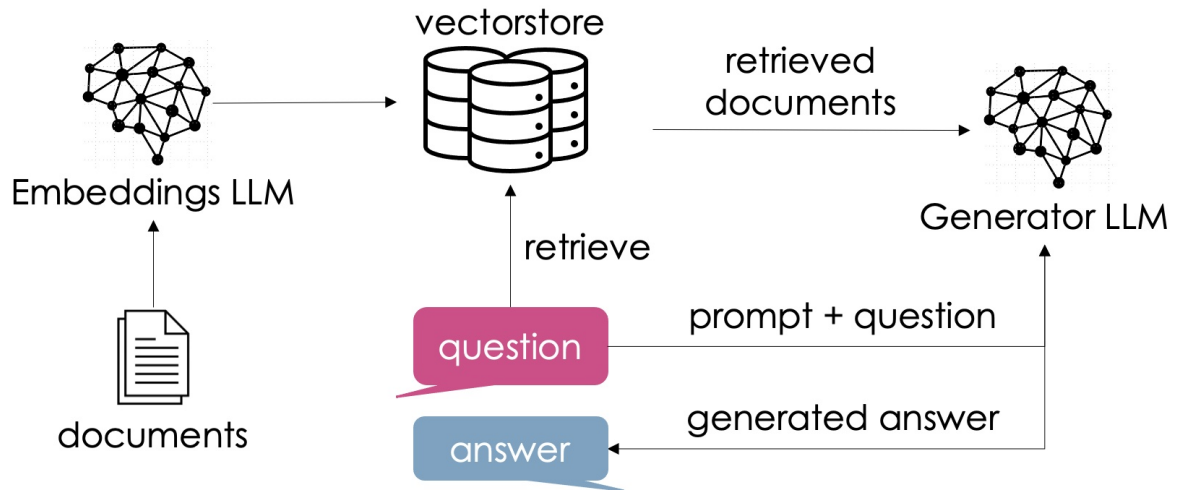 vectorstore
retrieved
documents
Embeddings LLM
Generator LLM
retrieve
prompt + question
question
generated answer
documents
answer